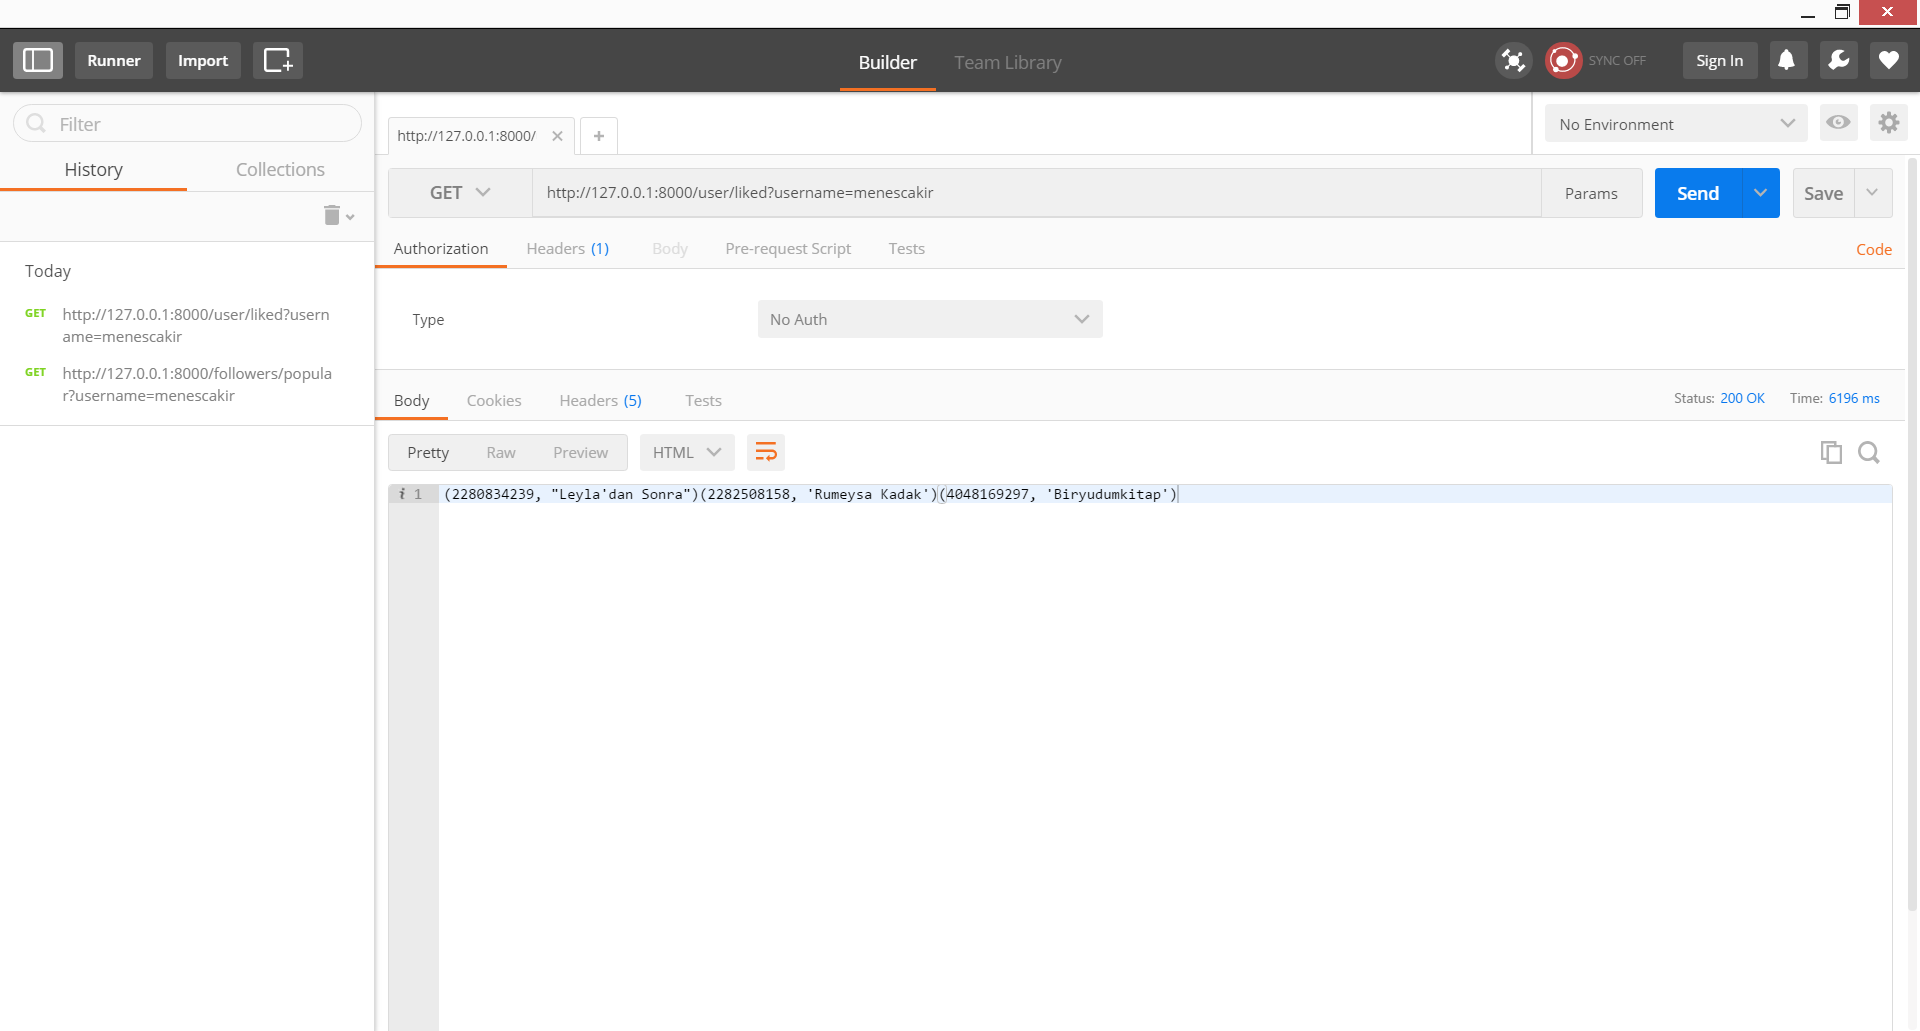 Runner
Import
Builder
Team Library
SYNC OFF
Sign In
Filter
History
Collections
Today
GET http://127.0.0.1:8000/user/liked?usern
ame=menescakir
GET http://127.0.0.1:8000/followers/popula
r?username=menescakir
http://127.0.0.1:8000/
No Environment
GET
http://127.0.0.1:8000/user/liked?username=menescakir
Params
Send
Save
Authorization
Headers (1)
Body
Pre-request Script
Tests
Code
Type
No Auth
Body
Cookies
Headers (5)
Tests
Status: 200 OK
Time: 6196 ms
Pretty
Raw
Preview
HTML
i 1 (2280834239, "Leyla'dan Sonra")(2282508158, 'Rumeysa Kadak')(4048169297, 'Biryudumkitap')